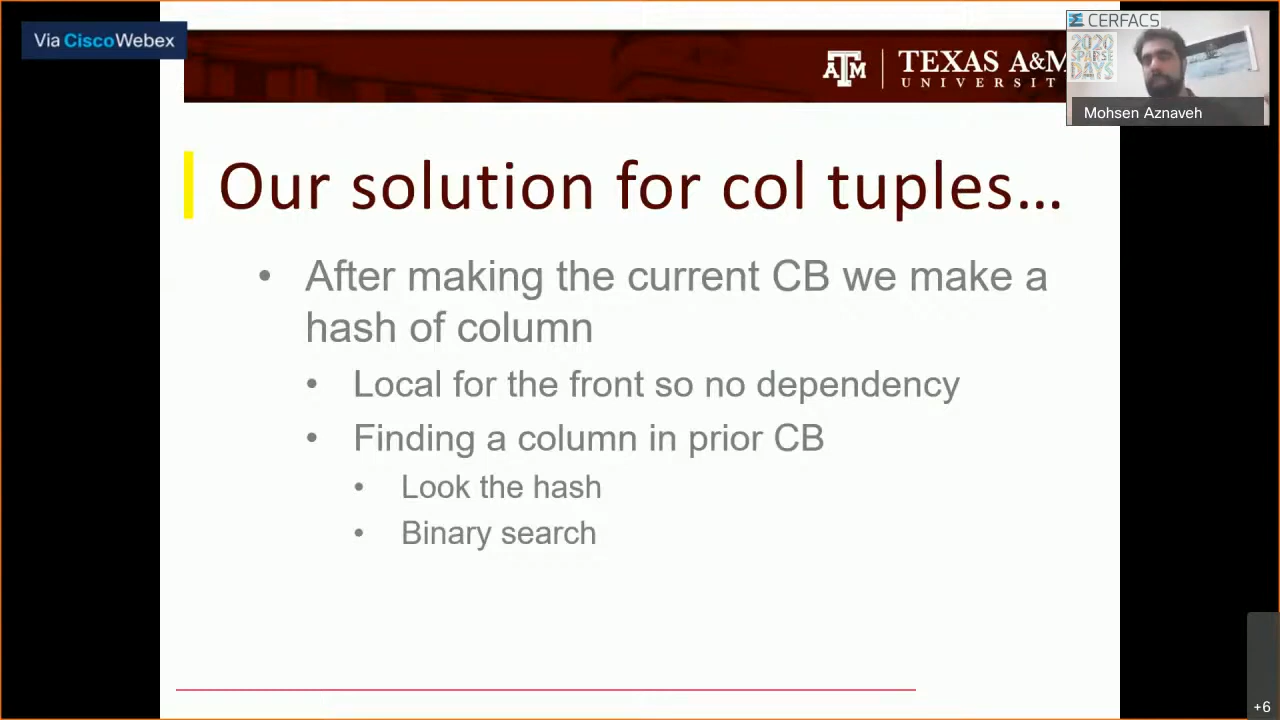 Via Cisco Webex
TEXAS A&M
UNIVERSIT
CERFACS
2020
SPARSE
DAYS
Mohsen Aznaveh
Our solution for col tuples…
• After making the current CB we make a
hash of column
• Local for the front so no dependency
• Finding a column in prior CB
• Look the hash
• Binary search
+6